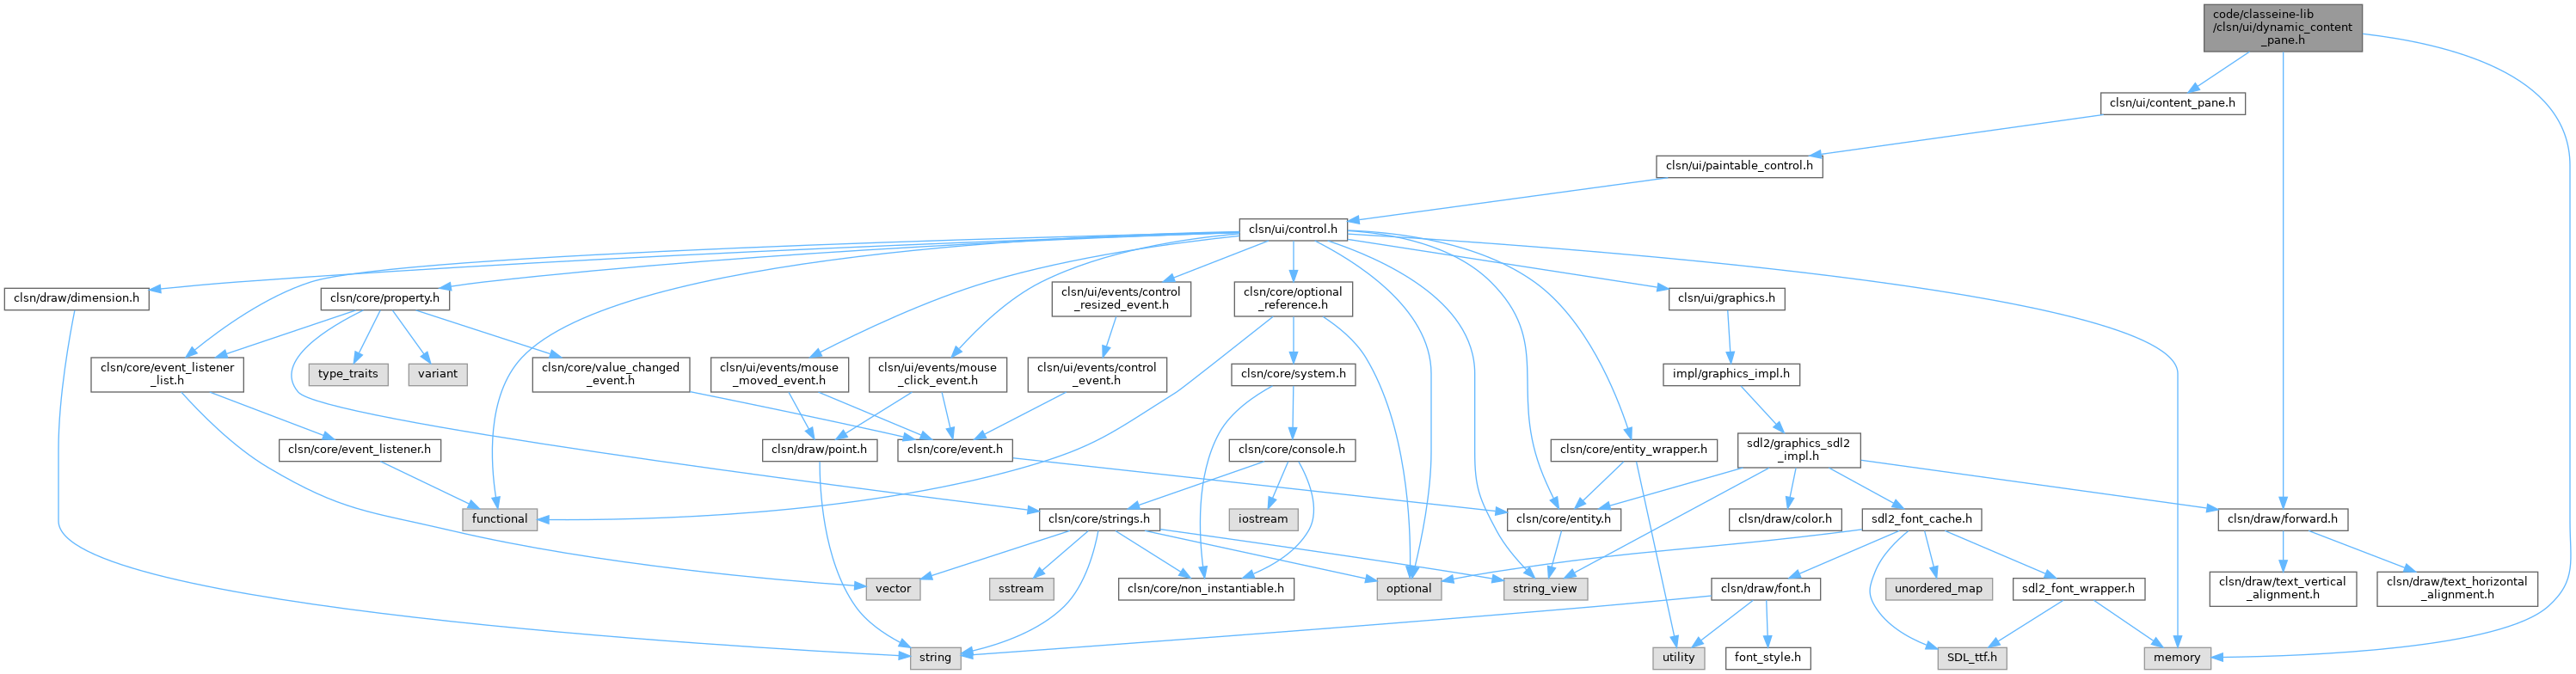 code/classeine-lib
/clsn/ui/dynamic_content
_pane.h
clsn/ui/content_pane.h
clsn/ui/paintable_control.h
clsn/ui/control.h
clsn/draw/dimension.h
clsn/core/property.h
clsn/ui/events/control
_resized_event.h
clsn/core/optional
_reference.h
clsn/ui/graphics.h
clsn/core/event_listener
_list.h
type_traits
variant
clsn/core/value_changed
_event.h
clsn/ui/events/mouse
_moved_event.h
clsn/ui/events/mouse
_click_event.h
clsn/ui/events/control
_event.h
clsn/core/system.h
impl/graphics_impl.h
clsn/core/event_listener.h
clsn/draw/point.h
clsn/core/event.h
clsn/core/console.h
clsn/core/entity_wrapper.h
sdl2/graphics_sdl2
_impl.h
functional
clsn/core/strings.h
iostream
clsn/core/entity.h
clsn/draw/color.h
sdl2_font_cache.h
clsn/draw/forward.h
vector
sstream
clsn/core/non_instantiable.h
optional
string_view
clsn/draw/font.h
unordered_map
sdl2_font_wrapper.h
clsn/draw/text_vertical
_alignment.h
clsn/draw/text_horizontal
_alignment.h
string
utility
font_style.h
SDL_ttf.h
memory